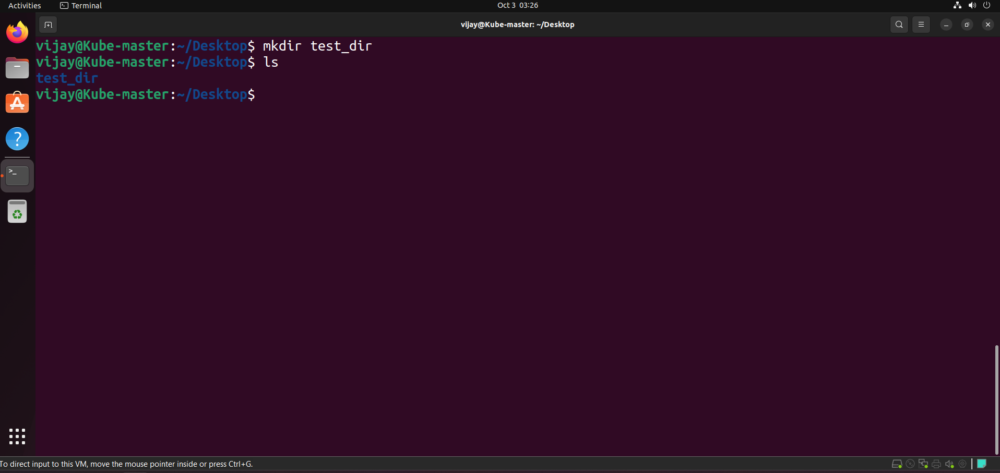 Activities
Terminal
Oct 3 03:26
vijay@Kube-master: ~/Desktop
vijay@Kube-master:~/Desktop$ mkdir test_dir
vijay@Kube-master:~/Desktop$ ls
test_dir
vijay@Kube-master:~/Desktop$
To direct input to this VM, move the mouse pointer inside or press Ctrl+G.